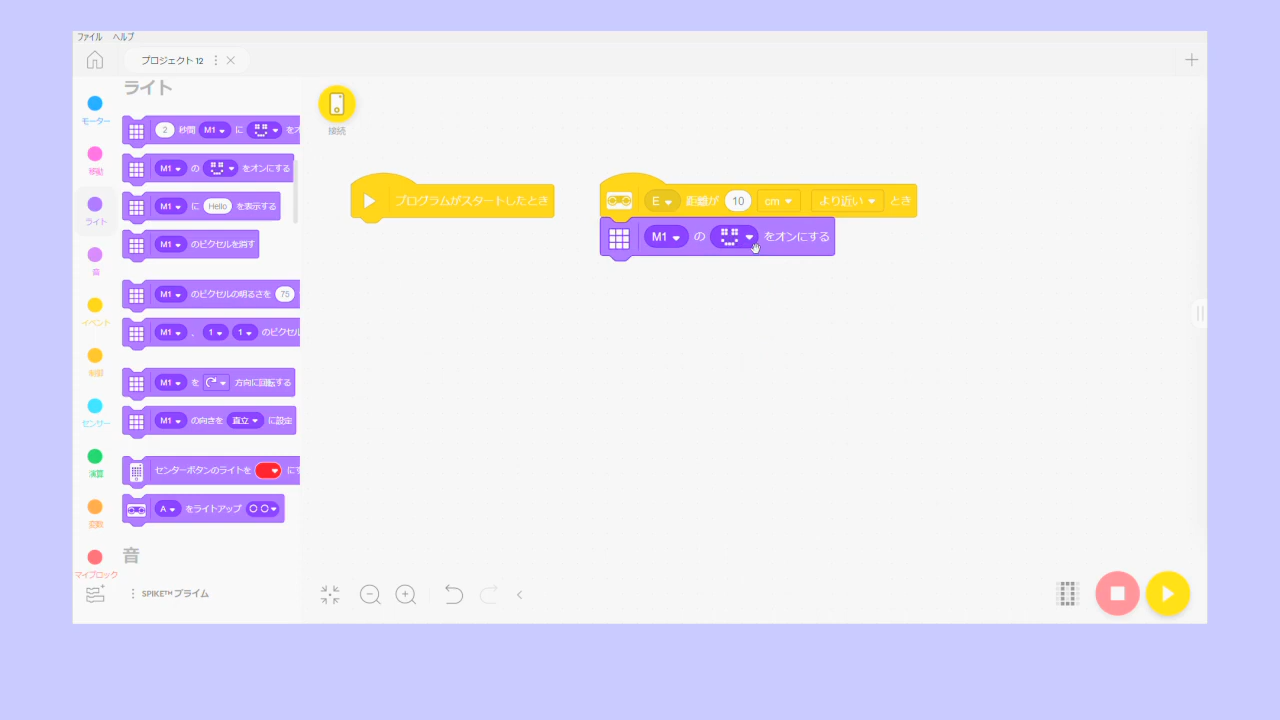 ファイル ヘルプ
プロジェクト 12
モーター
移動
ライト
音
イベント
制御
センサー
演算
変数
マイブロック
ライト
2 秒間 M1 に をオ
M1 の をオンにする
M1 に Hello を表示する
M1 のピクセルを消す
M1 のピクセルの明るさを 75
M1 、 1 1 のピクセル
M1 を 方向に回転する
M1 の向きを 直立 に設定
センターボタンのライトを にす
A をライトアップ
音
接続
プログラムがスタートしたとき
E 距離が 10 cm より近い とき
M1 の をオンにする
SPIKE™ プライム